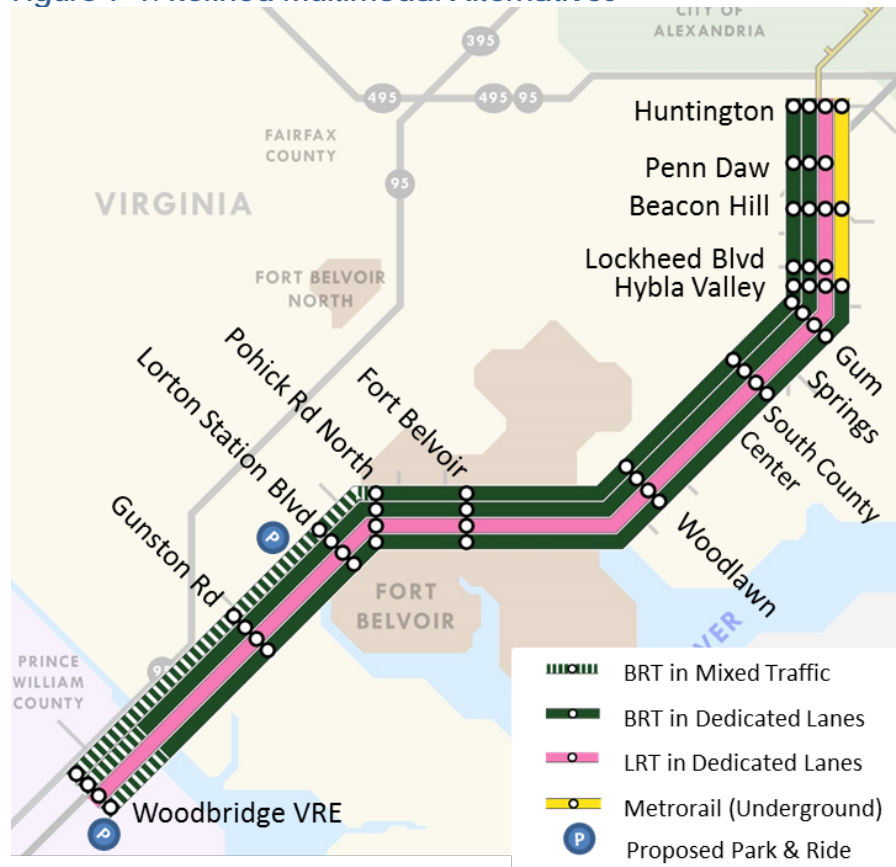 CITY OF
ALEXANDRIA
395
495
495
95
FAIRFAX
COUNTY
95
VIRGINIA
Huntington
Penn Daw
Beacon Hill
Lockheed Blvd
Hybla Valley
FORT BELVOIR
NORTH
Gum
Springs
South County
Center
Woodlawn
Fort Belvoir
Pohick Rd North
Lorton Station Blvd
Gunston Rd
P
FORT
BELVOIR
PRINCE
WILLIAM
COUNTY
95
Woodbridge VRE
P
BRT in Mixed Traffic
BRT in Dedicated Lanes
LRT in Dedicated Lanes
Metrorail (Underground)
P
Proposed Park & Ride